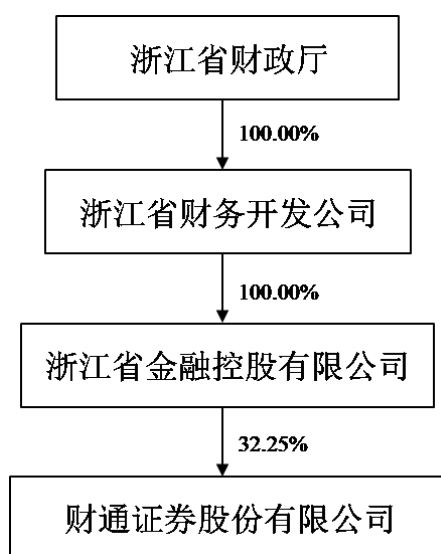 浙江省财政厅
100.00%
浙江省财务开发公司
100.00%
浙江省金融控股有限公司
32.25%
财通证券股份有限公司